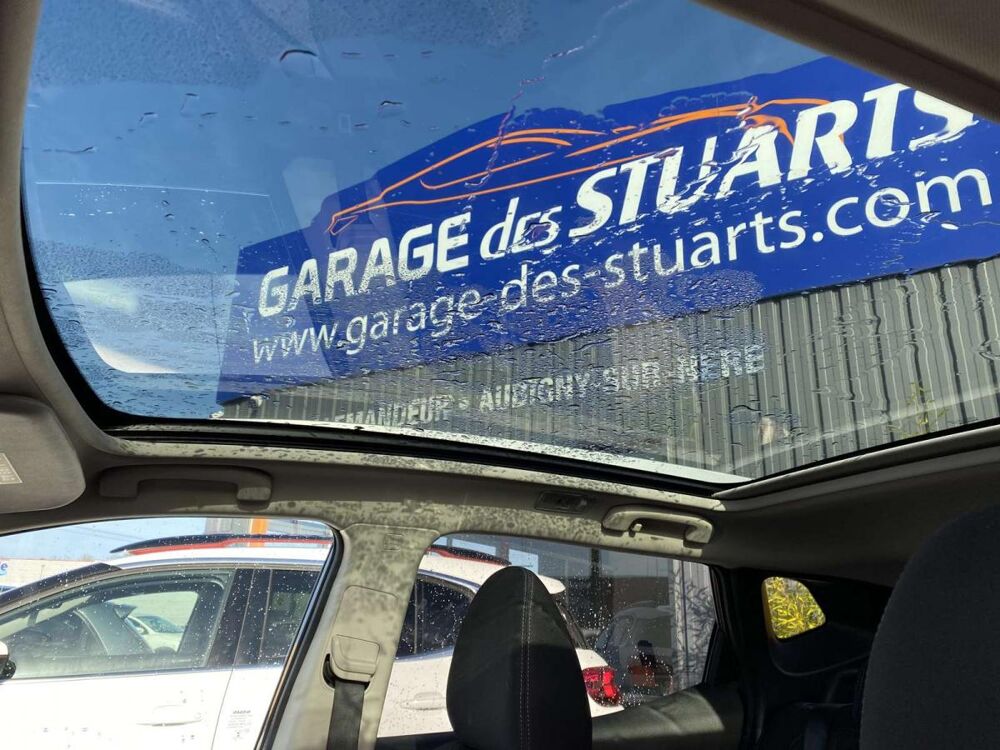 GARAGE des STUARTS
www.garage-des-stuarts.com
AUBIGNY-SUR-NERE